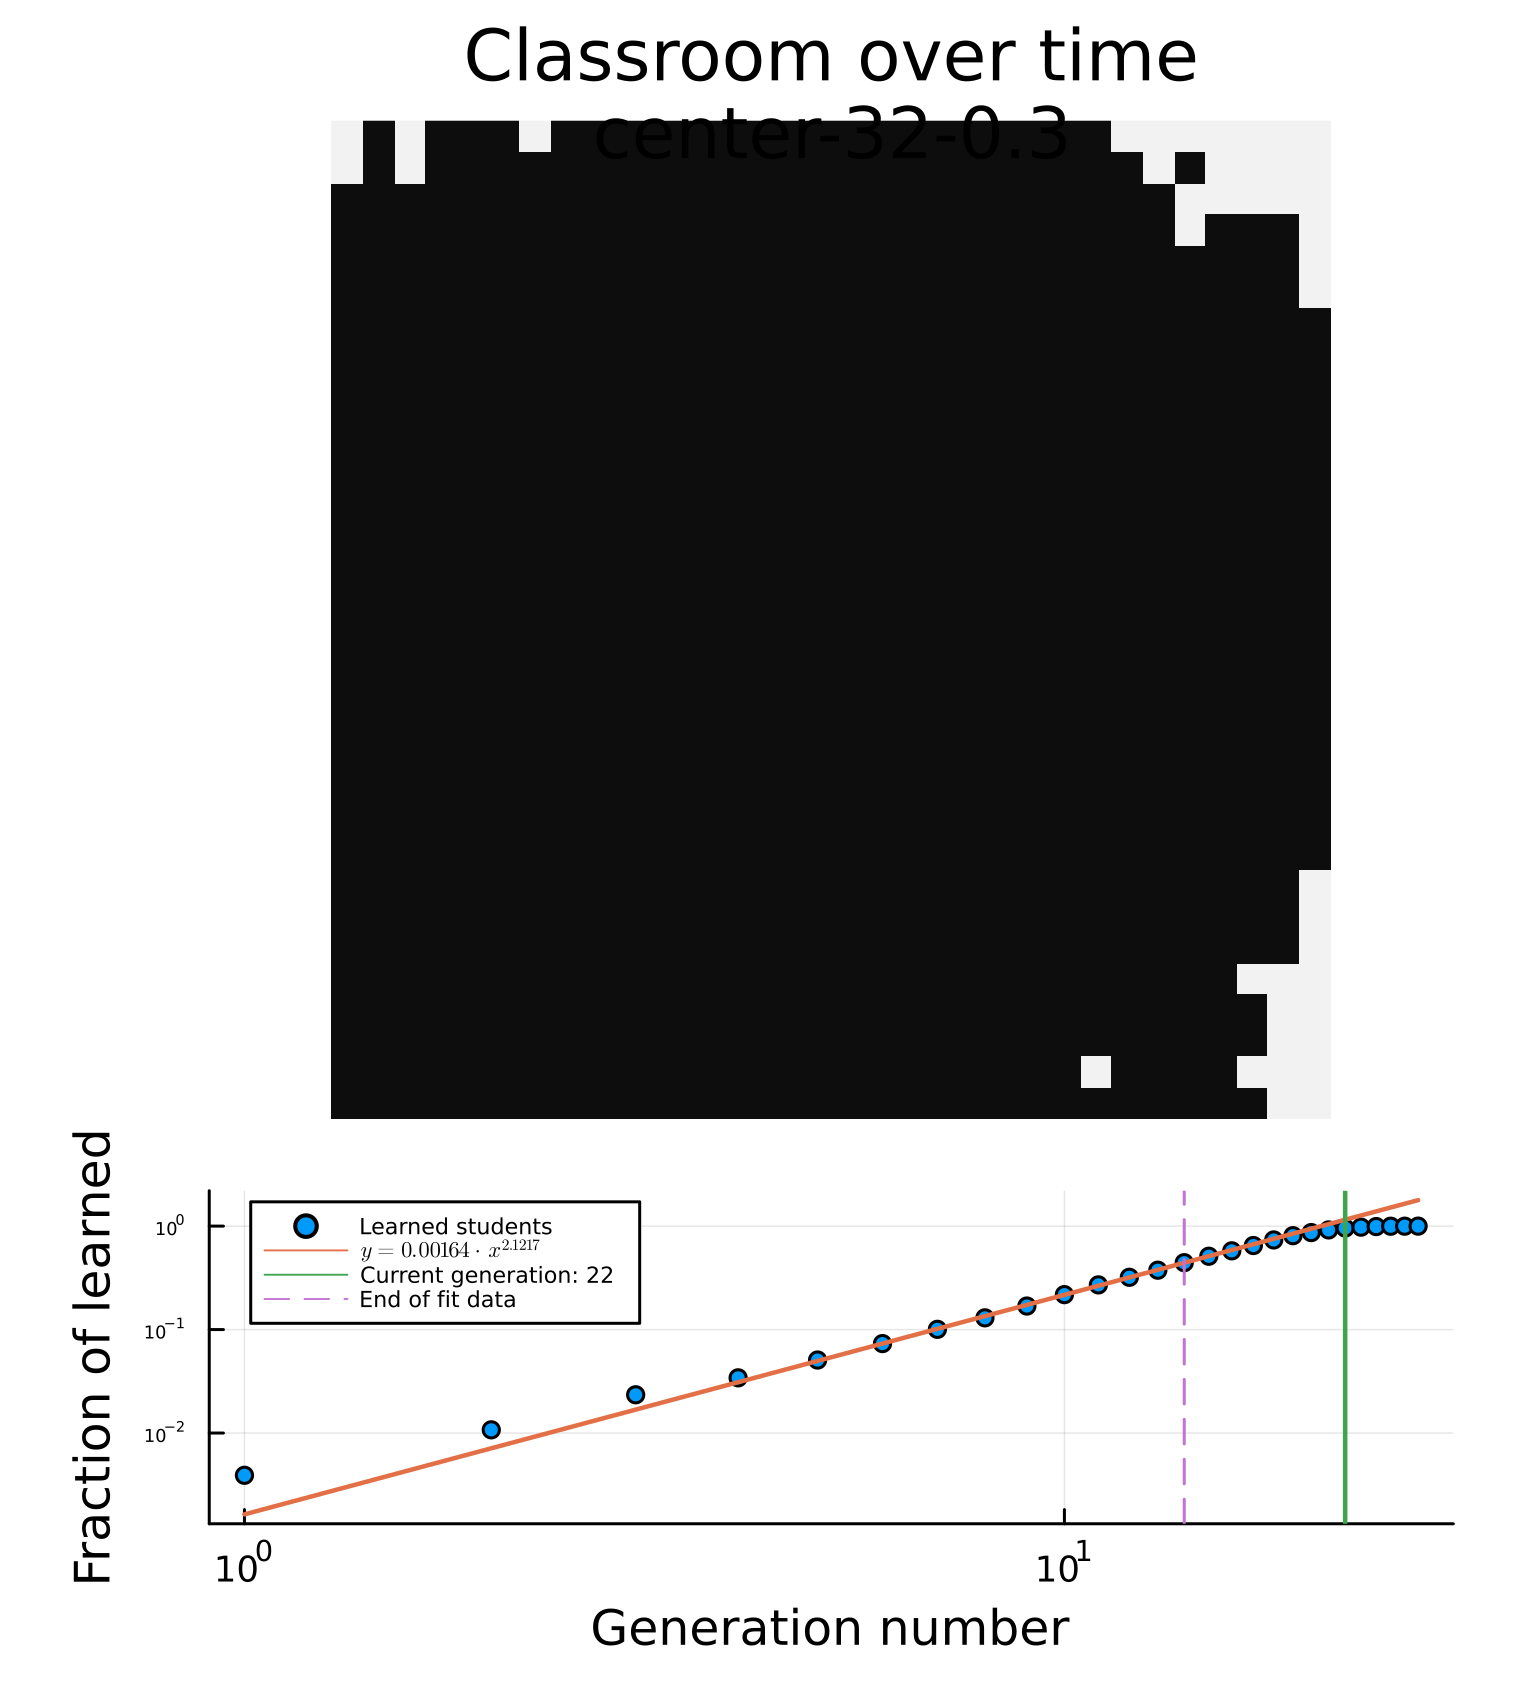 Classroom over time
center-32-0.3
Fraction of learned
10⁰
10⁻¹
10⁻²
Learned students
y = 0.00164 · x^2.1217
Current generation: 22
End of fit data
10⁰
10¹
Generation number